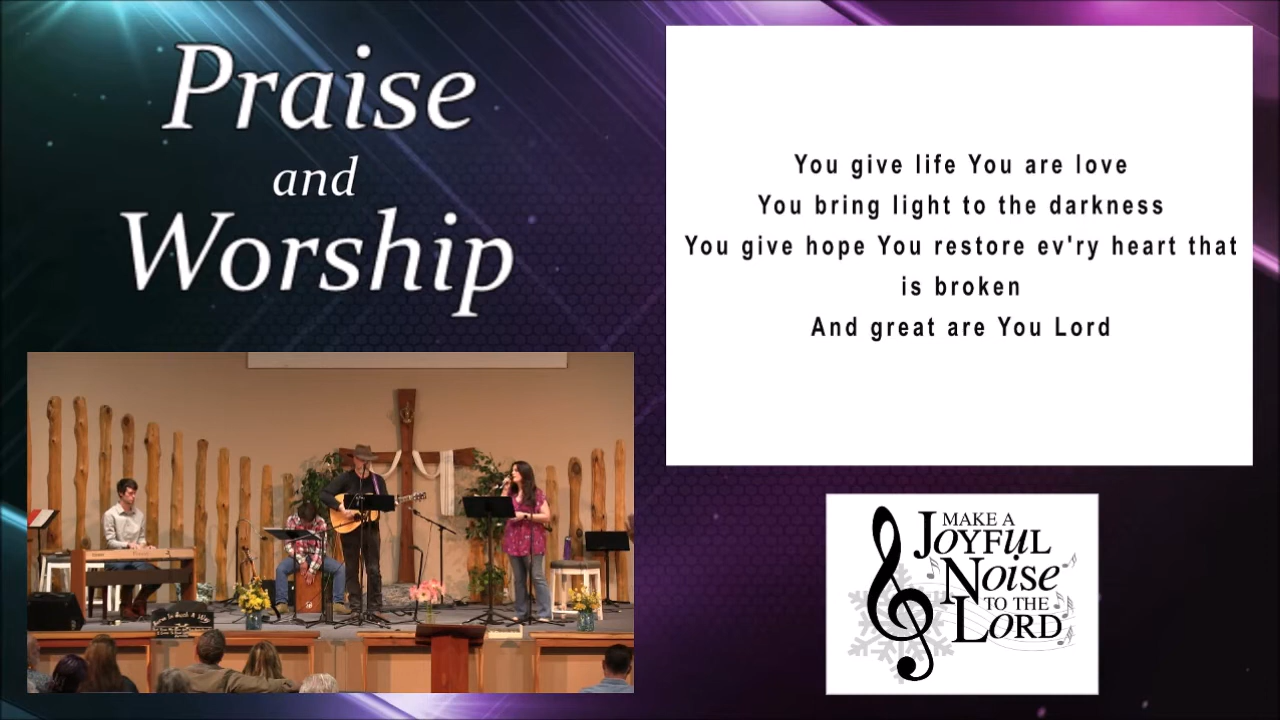 Praise
and
Worship
You give life You are love
You bring light to the darkness
You give hope You restore ev'ry heart that
is broken
And great are You Lord
MAKE A
JOYFUL
NOISE
TO THE
LORD